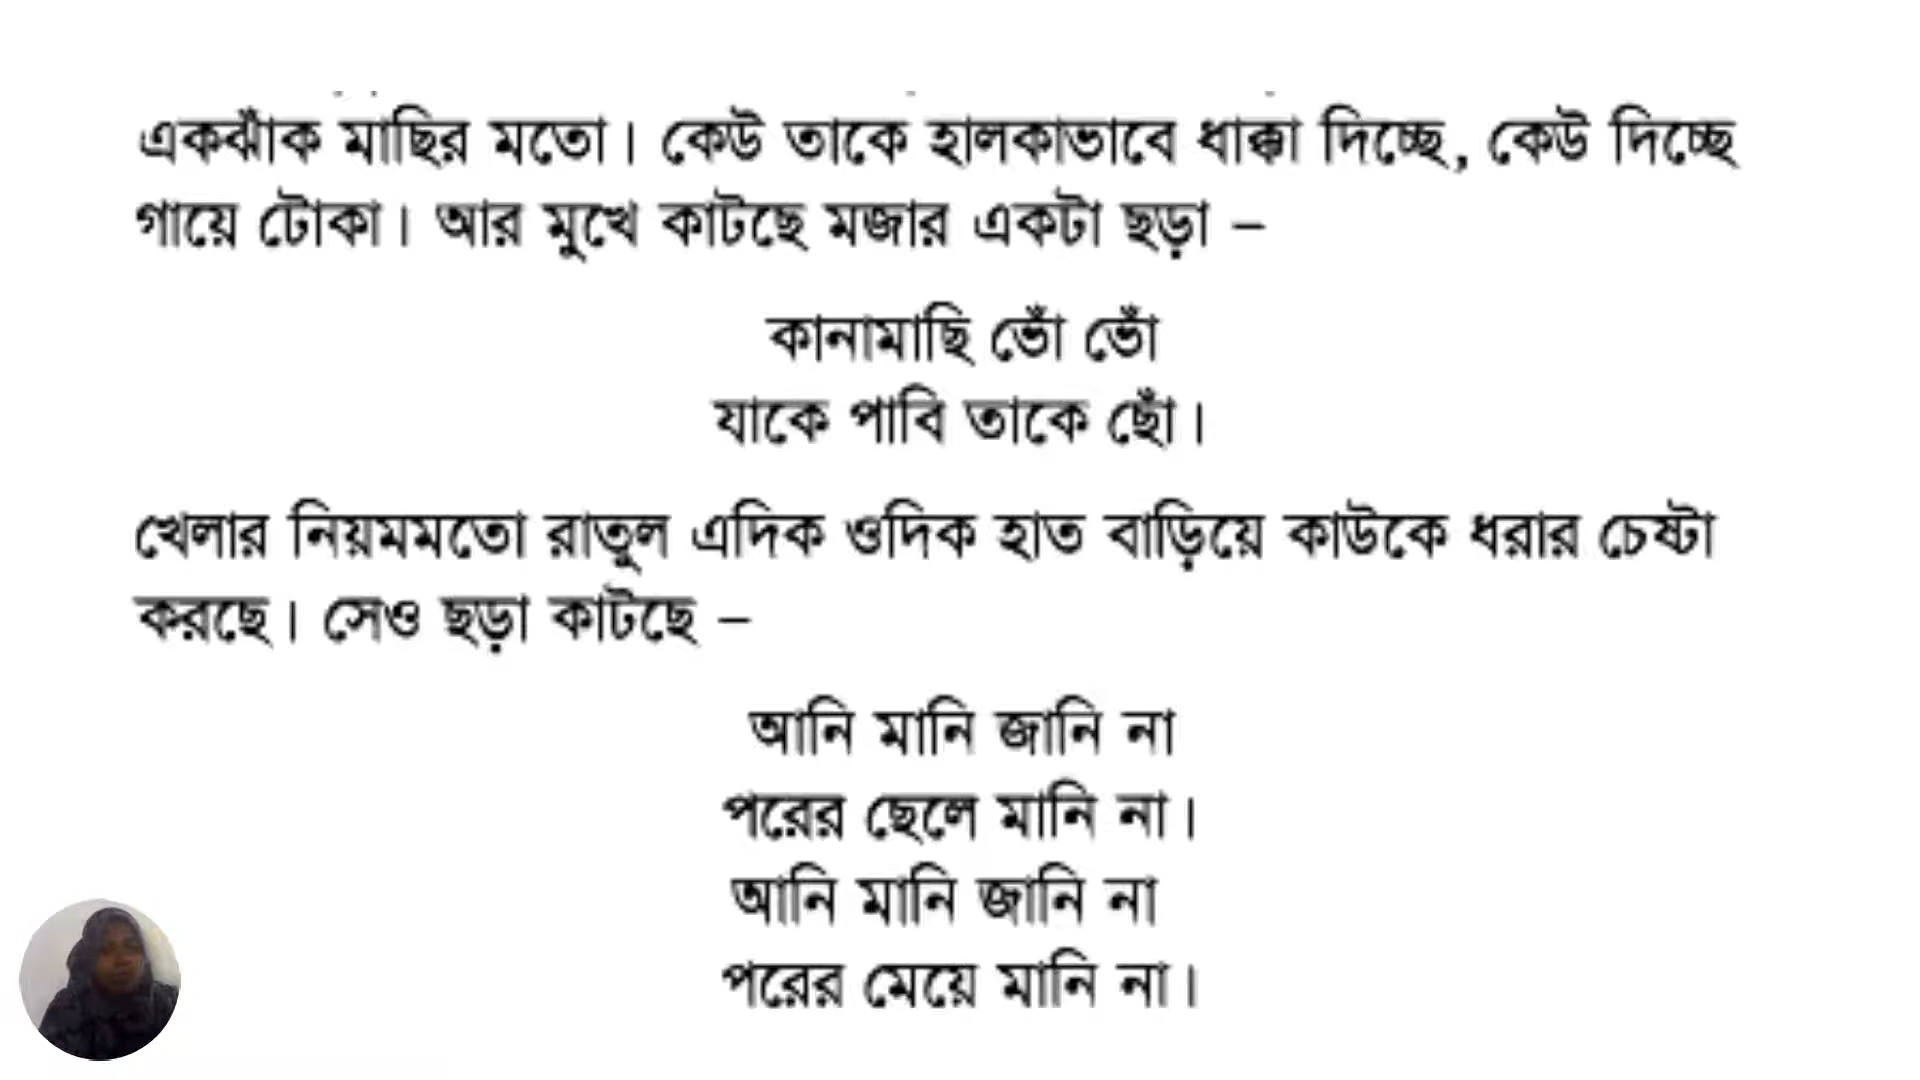 একঝাঁক মাছির মতো। কেউ তাকে হালকাভাবে ধাক্কা দিচ্ছে, কেউ দিচ্ছে
গায়ে টোকা। আর মুখে কাটছে মজার একটা ছড়া –
কানামাছি ভোঁ ভোঁ
যাকে পাবি তাকে ছোঁ।
খেলার নিয়মমতো রাতুল এদিক ওদিক হাত বাড়িয়ে কাউকে ধরার চেষ্টা
করছে। সেও ছড়া কাটছে –
আনি মানি জানি না
পরের ছেলে মানি না।
আনি মানি জানি না
পরের মেয়ে মানি না।